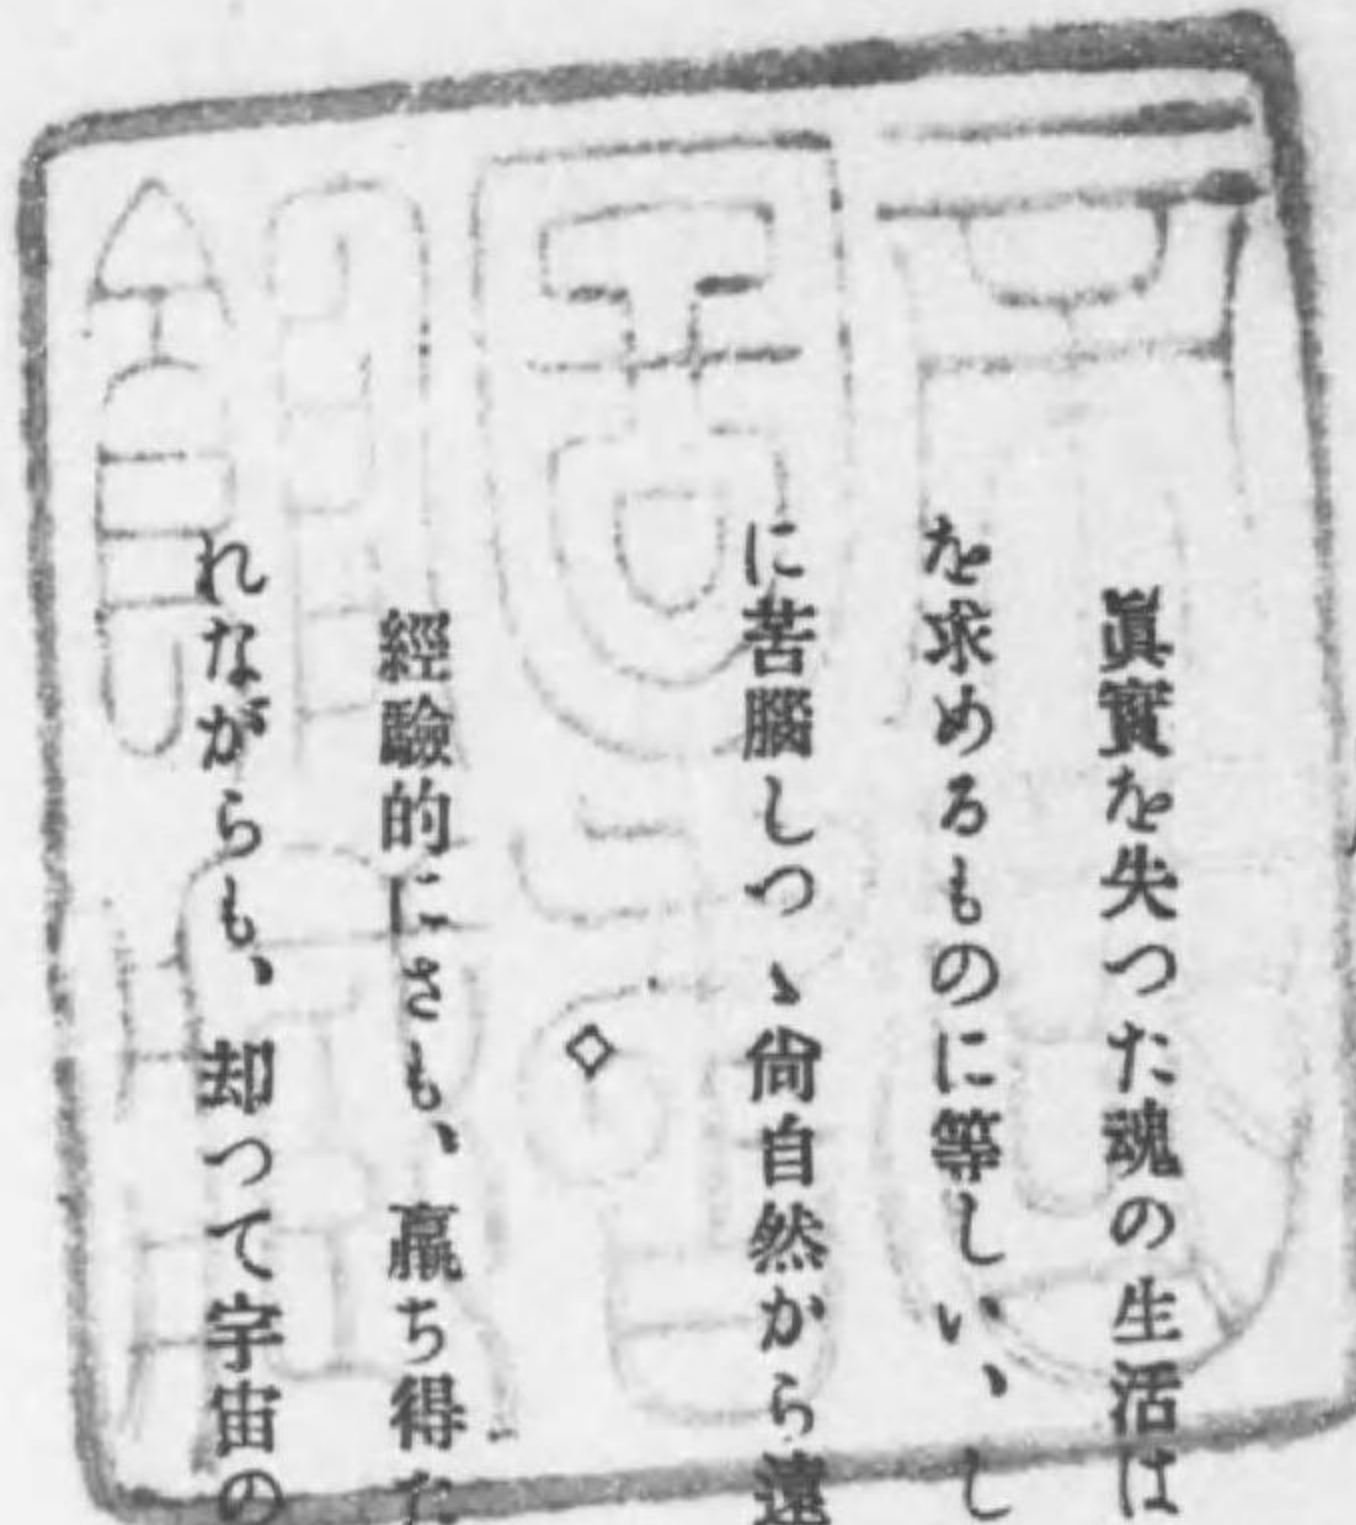 眞實を失つた魂の生活は
を求めるものに等しい、し
に苦腦しつゝ尙自然から遠
◇
經驗的にさも、贏ち得た
れながらも、却つて宇宙の